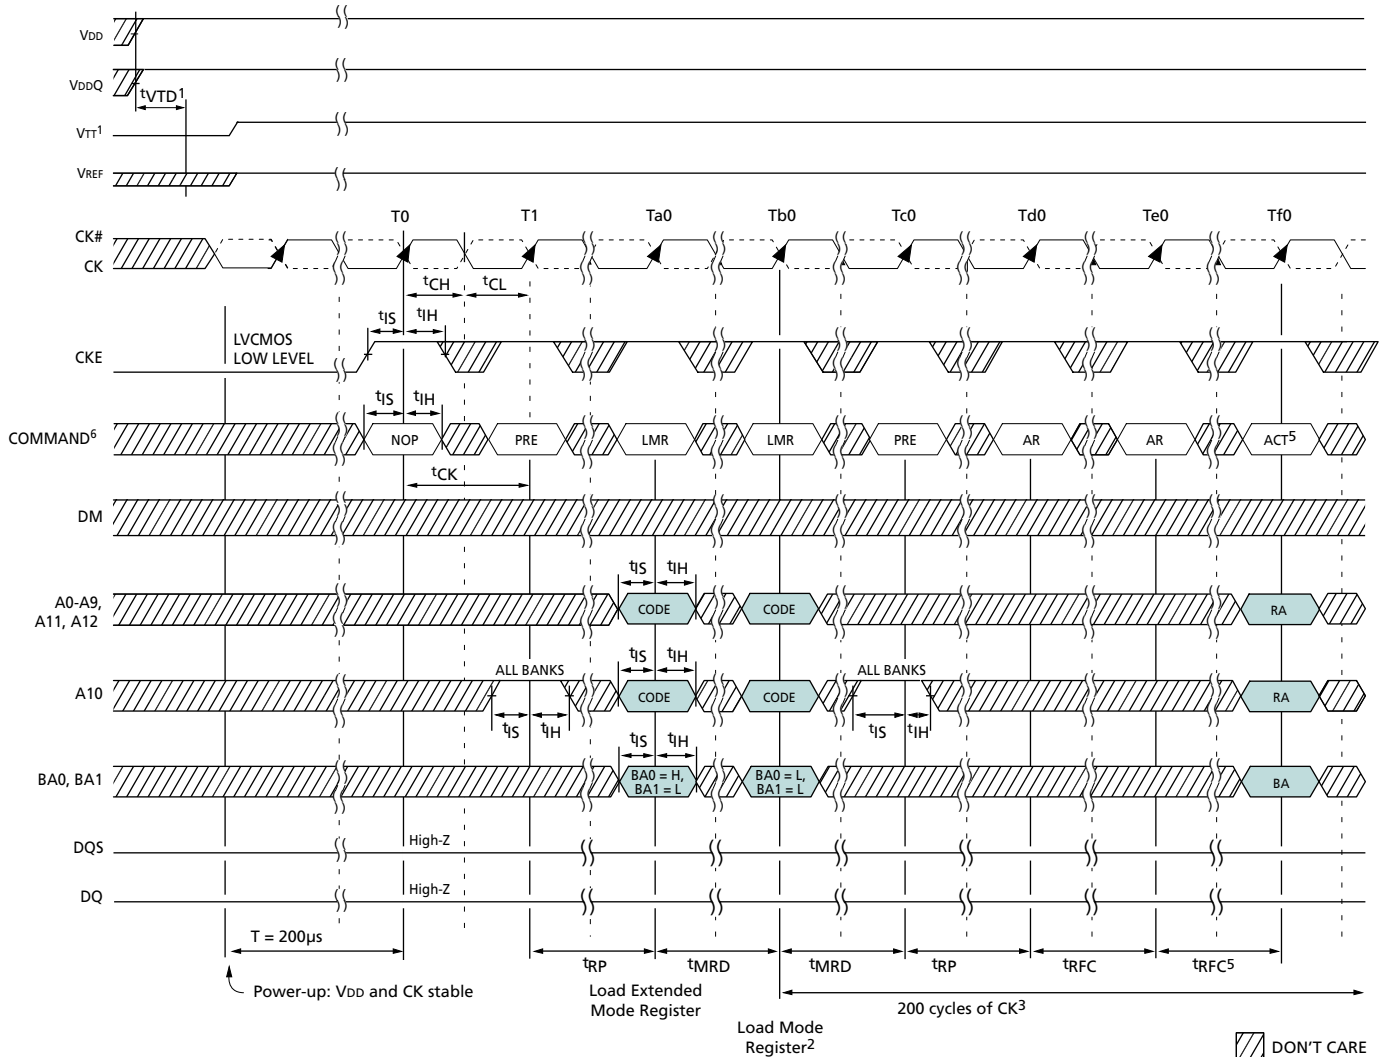 VDD
VDDQ
tVTD1
VTT1
VREF
T0 T1 Ta0 Tb0 Tc0 Td0 Te0 Tf0
CK#
CK
tCH tCL
tIS tIH
LVCMOS
LOW LEVEL
CKE
tIS tIH
COMMAND6 NOP PRE LMR LMR PRE AR AR ACT5
tCK
DM
tIS tIH
A0-A9,
A11, A12
CODE CODE RA
ALL BANKS tIS tIH ALL BANKS
A10 CODE CODE RA
tIS tIH tIS tIH
tIS tIH
BA0, BA1
BA0 = H,
BA1 = L
BA0 = L,
BA1 = L
BA
DQS High-Z
DQ High-Z
T = 200µs
tRP tMRD tMRD tRP tRFC tRFC5
Power-up: VDD and CK stable
Load Extended
Mode Register
200 cycles of CK3
Load Mode
Register2
DON'T CARE